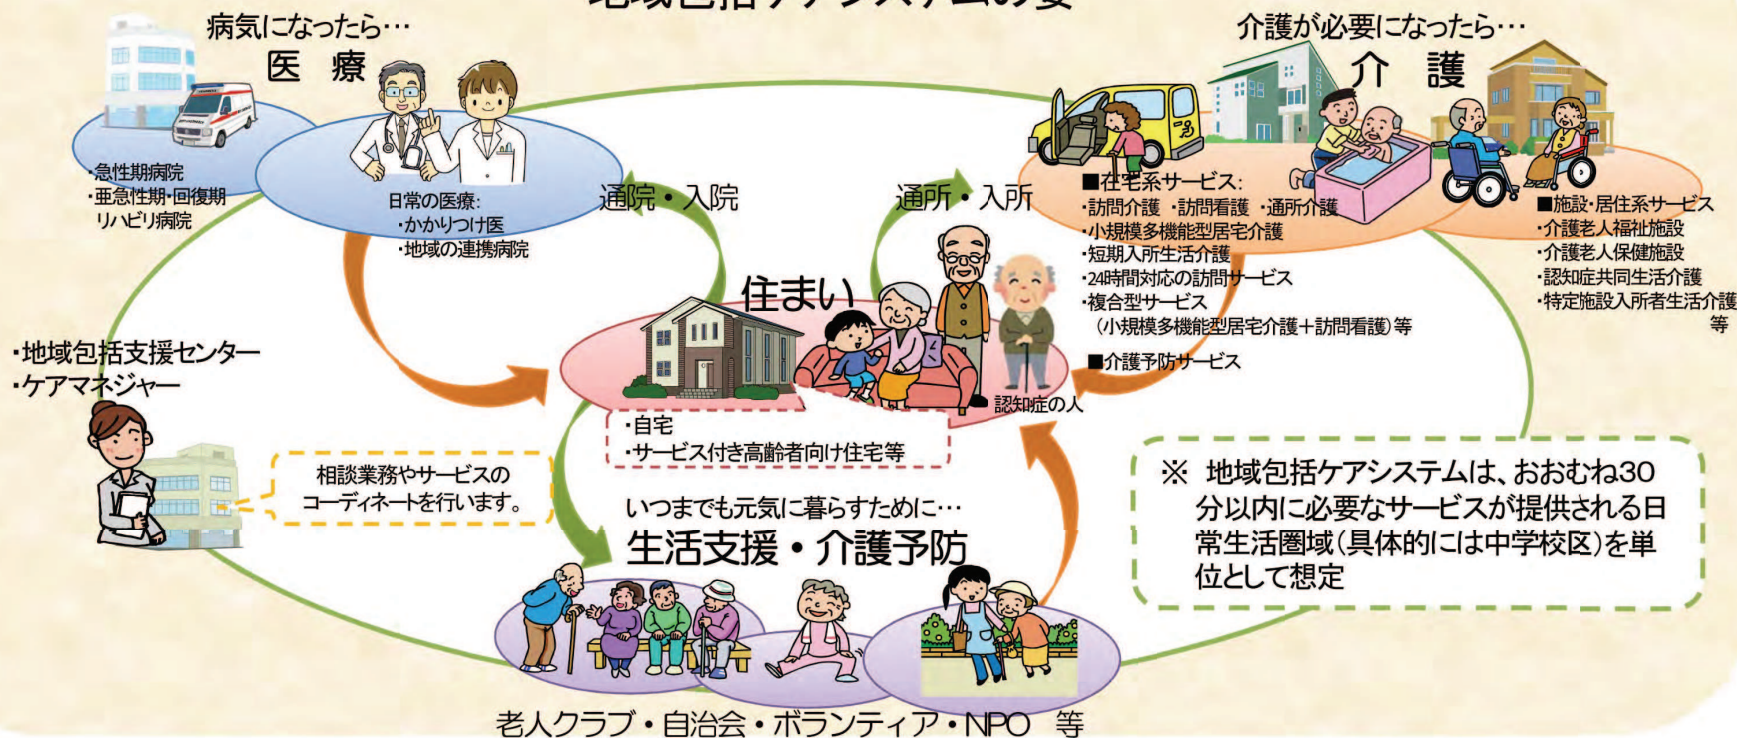 地域包括ケアシステムの姿
病気になったら…
医 療
・急性期病院
・亜急性期・回復期
リハビリ病院
日常の医療:
・かかりつけ医
・地域の連携病院
通院・入院
通所・入所
介護が必要になったら…
介 護
■在宅系サービス:
・訪問介護 ・訪問看護 ・通所介護
・小規模多機能型居宅介護
・短期入所生活介護
・24時間対応の訪問サービス
・複合型サービス
(小規模多機能型居宅介護+訪問看護)等
■介護予防サービス
■施設・居住系サービス
・介護老人福祉施設
・介護老人保健施設
・認知症共同生活介護
・特定施設入所者生活介護
等
住まい
認知症の人
・自宅
・サービス付き高齢者向け住宅等
・地域包括支援センター
・ケアマネジャー
相談業務やサービスの
コーディネートを行います。
いつまでも元気に暮らすために…
生活支援・介護予防
老人クラブ・自治会・ボランティア・NPO 等
※ 地域包括ケアシステムは、おおむね30
分以内に必要なサービスが提供される日
常生活圏域(具体的には中学校区)を単
位として想定